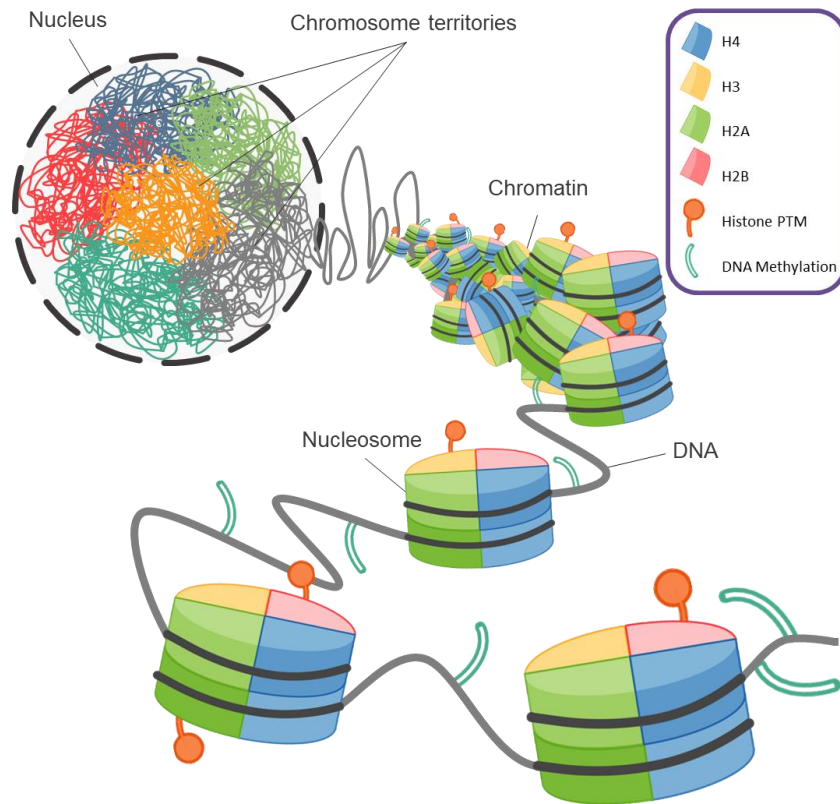 Nucleus
Chromosome territories
H4
H3
H2A
H2B
Histone PTM
DNA Methylation
Chromatin
Nucleosome
DNA